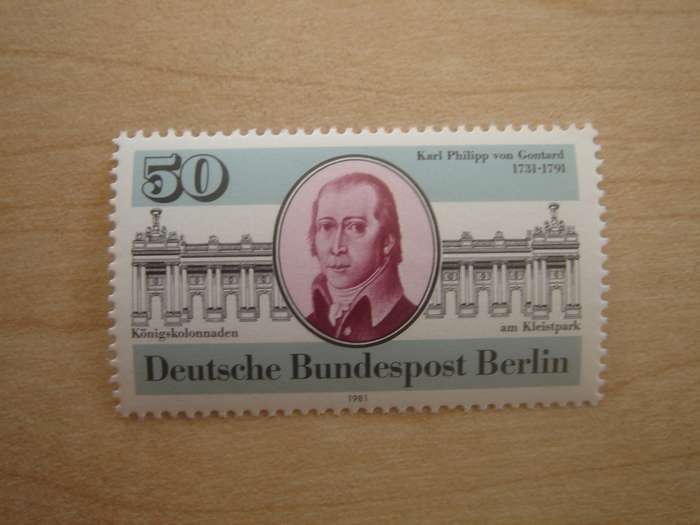 50
Karl Philipp von Gontard
1731-1791
Königskolonnaden
am Kleistpark
Deutsche Bundespost Berlin
1981